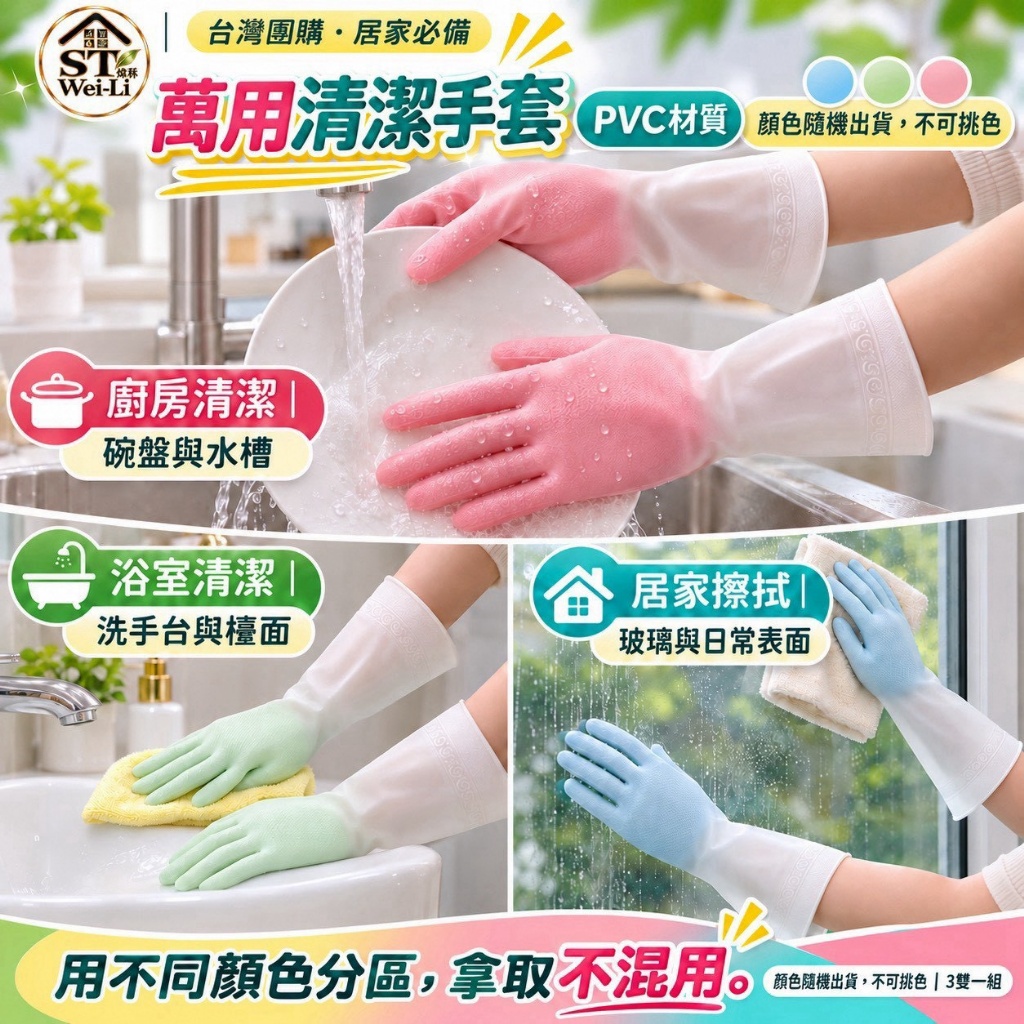 ST
煒莉
Wei-Li
台灣團購·居家必備
萬用清潔手套
PVC材質
顏色隨機出貨,不可挑色
廚房清潔
碗盤與水槽
浴室清潔
洗手台與檯面
居家擦拭
玻璃與日常表面
用不同顏色分區,拿取不混用。
顏色隨機出貨,不可挑色 | 3雙一組